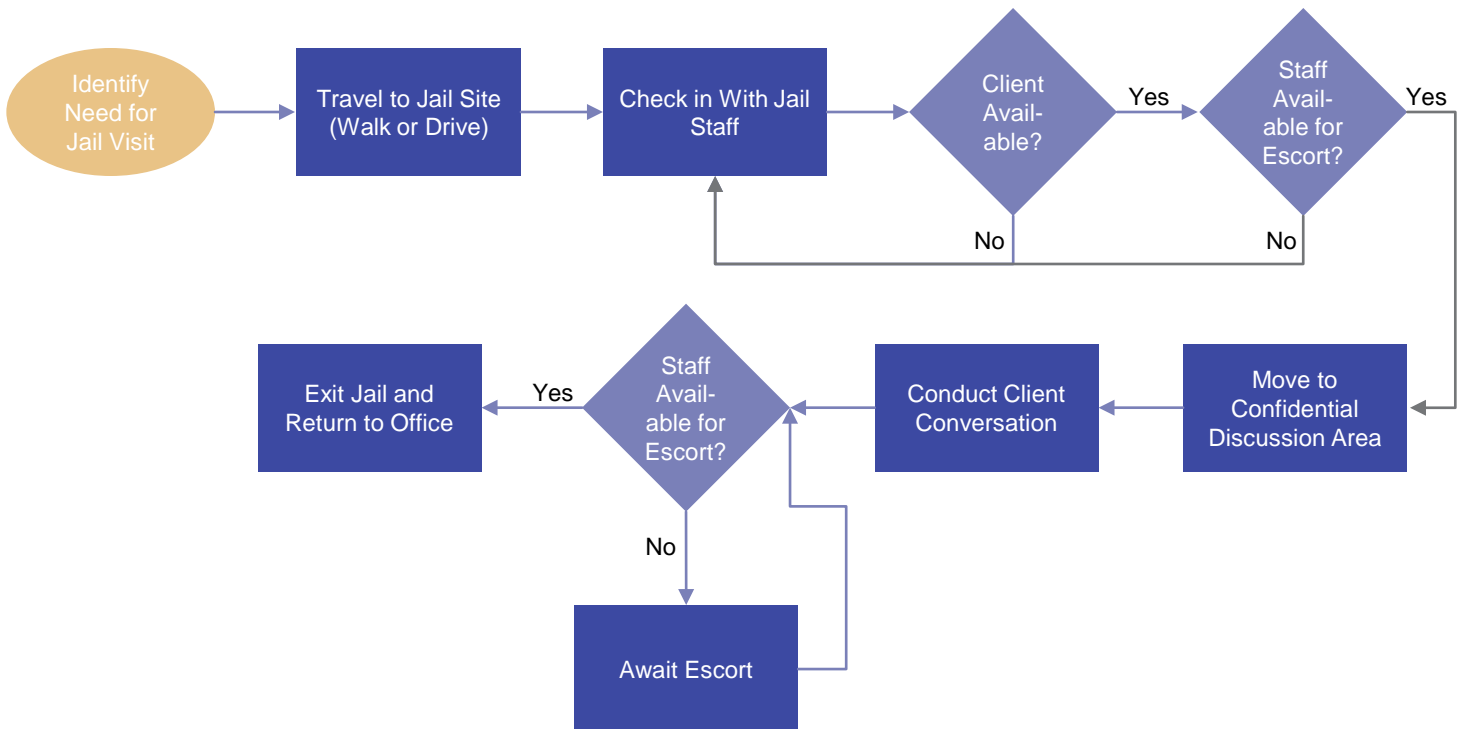 Identify
Need for
Jail Visit
Travel to Jail Site
(Walk or Drive)
Check in With Jail
Staff
Client
Avail-
able?
Yes
Staff
Avail-
able for
Escort?
Yes
No
No
Exit Jail and
Return to Office
Yes
Staff
Avail-
able for
Escort?
Conduct Client
Conversation
Move to
Confidential
Discussion Area
No
Await Escort